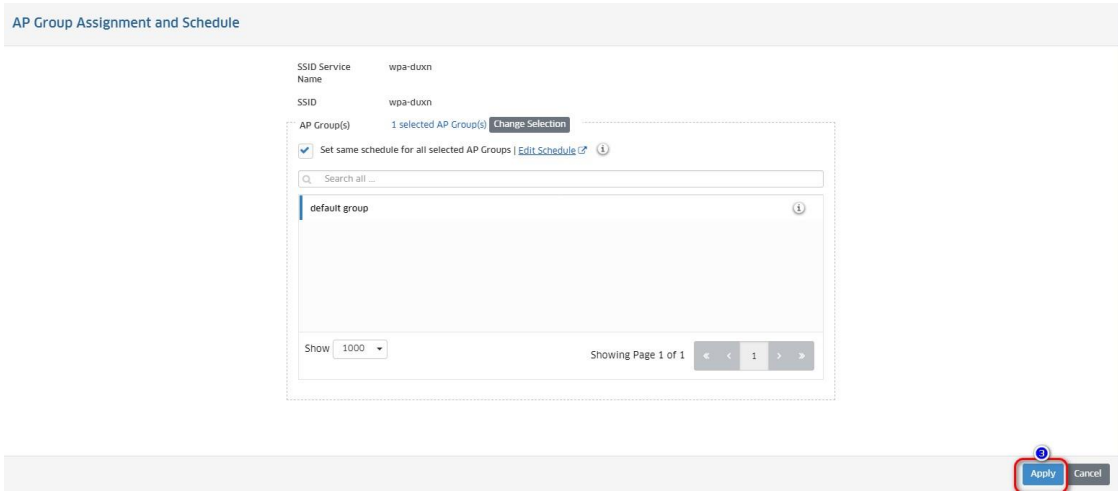 AP Group Assignment and Schedule
SSID Service Name wpa-duxn
SSID wpa-duxn
AP Group(s) 1 selected AP Group(s) Change Selection
Set same schedule for all selected AP Groups | Edit Schedule
Search all ...
default group
Show 1000 Showing Page 1 of 1 « < 1 > »
3
Apply Cancel